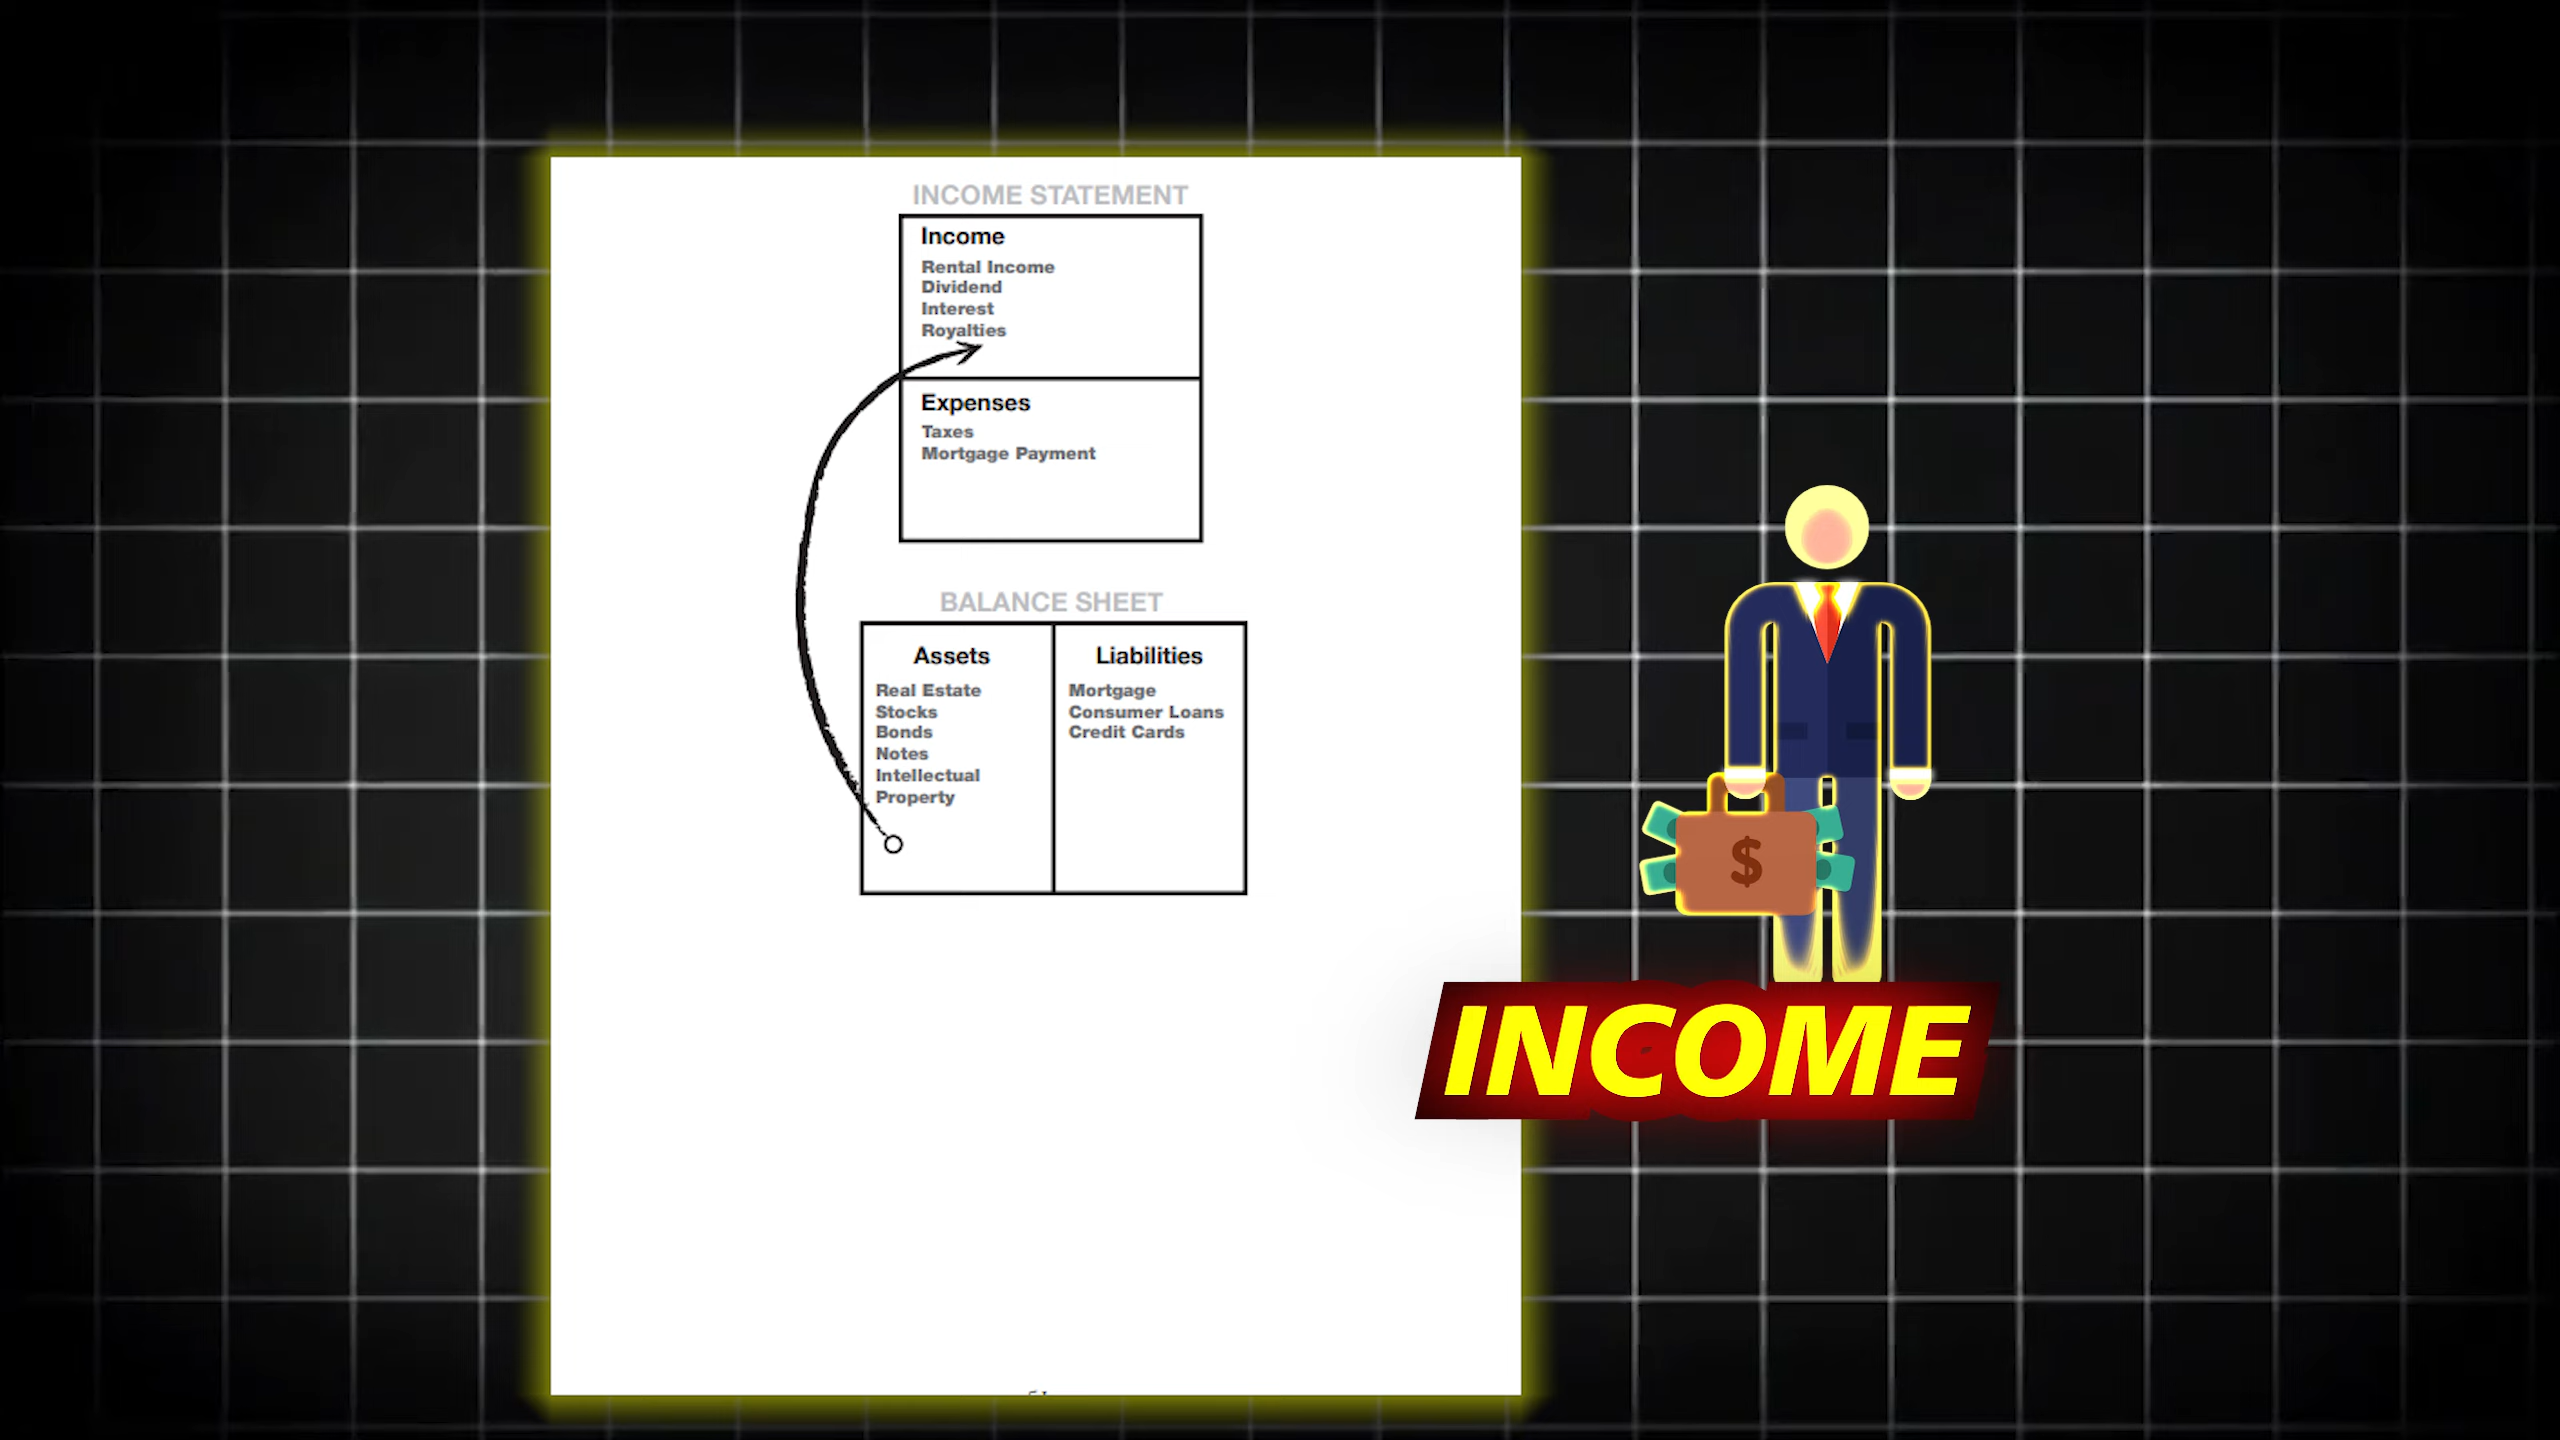 INCOME STATEMENT
Income
Rental Income
Dividend
Interest
Royalties
Expenses
Taxes
Mortgage Payment
BALANCE SHEET
Assets
Real Estate
Stocks
Bonds
Notes
Intellectual
Property
Liabilities
Mortgage
Consumer Loans
Credit Cards
$
INCOME